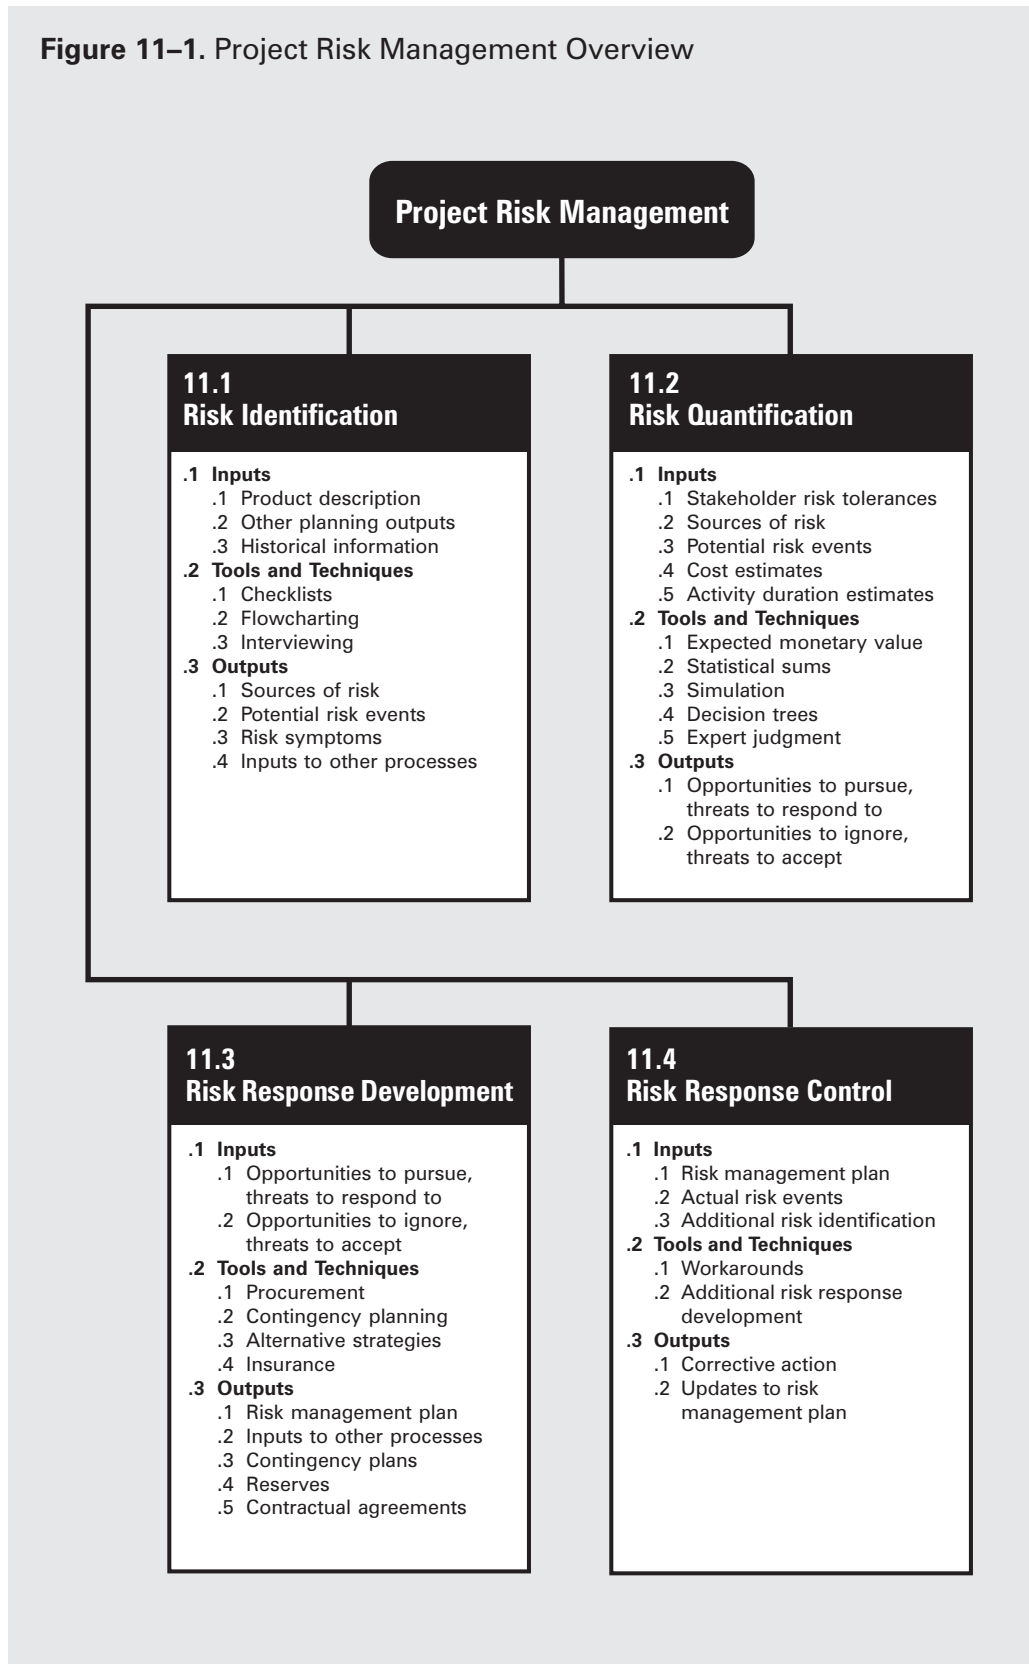 Figure 11–1. Project Risk Management Overview
Project Risk Management
11.1
Risk Identification
.1 Inputs
.1 Product description
.2 Other planning outputs
.3 Historical information
.2 Tools and Techniques
.1 Checklists
.2 Flowcharting
.3 Interviewing
.3 Outputs
.1 Sources of risk
.2 Potential risk events
.3 Risk symptoms
.4 Inputs to other processes
11.2
Risk Quantification
.1 Inputs
.1 Stakeholder risk tolerances
.2 Sources of risk
.3 Potential risk events
.4 Cost estimates
.5 Activity duration estimates
.2 Tools and Techniques
.1 Expected monetary value
.2 Statistical sums
.3 Simulation
.4 Decision trees
.5 Expert judgment
.3 Outputs
.1 Opportunities to pursue,
threats to respond to
.2 Opportunities to ignore,
threats to accept
11.3
Risk Response Development
.1 Inputs
.1 Opportunities to pursue,
threats to respond to
.2 Opportunities to ignore,
threats to accept
.2 Tools and Techniques
.1 Procurement
.2 Contingency planning
.3 Alternative strategies
.4 Insurance
.3 Outputs
.1 Risk management plan
.2 Inputs to other processes
.3 Contingency plans
.4 Reserves
.5 Contractual agreements
11.4
Risk Response Control
.1 Inputs
.1 Risk management plan
.2 Actual risk events
.3 Additional risk identification
.2 Tools and Techniques
.1 Workarounds
.2 Additional risk response
development
.3 Outputs
.1 Corrective action
.2 Updates to risk
management plan